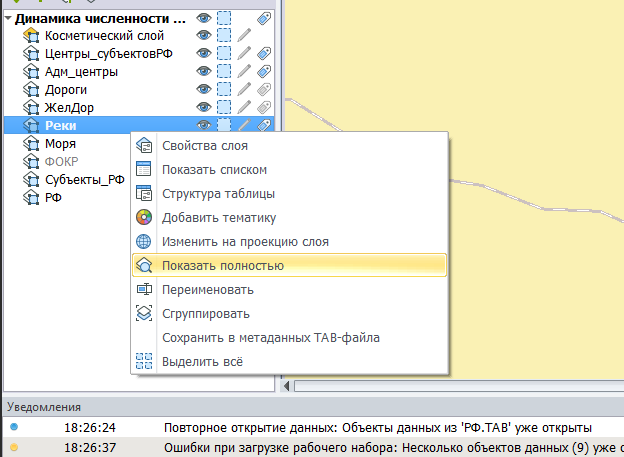 Динамика численности ...
Косметический слой
Центры_субъектовРФ
Адм_центры
Дороги
ЖелДор
Реки
Моря
ФОКР
Субъекты_РФ
РФ
Свойства слоя
Показать списком
Структура таблицы
Добавить тематику
Изменить на проекцию слоя
Показать полностью
Переименовать
Сгруппировать
Сохранить в метаданных TAB-файла
Выделить всё
Уведомления
18:26:24 Повторное открытие данных: Объекты данных из 'РФ.TAB' уже открыты
18:26:37 Ошибки при загрузке рабочего набора: Несколько объектов данных (9) уже о